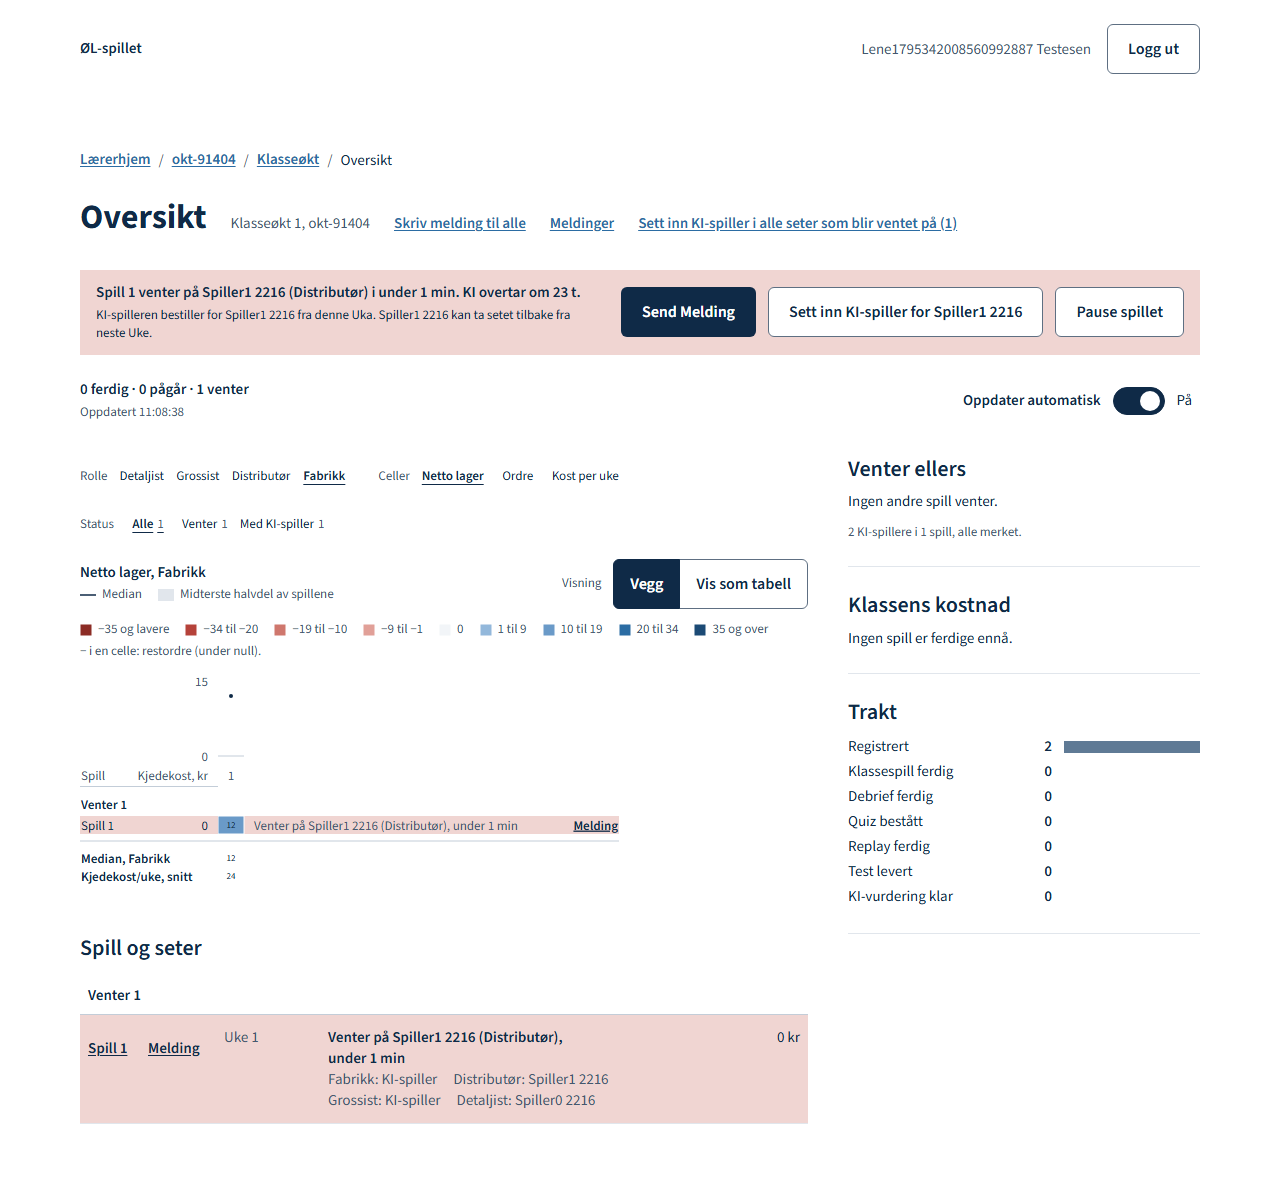 ØL-spillet
Lene1795342008560992887 Testesen
Logg ut
Lærerhjem / okt-91404 / Klasseøkt / Oversikt
Oversikt
Klasseøkt 1, okt-91404
Skriv melding til alle
Meldinger
Sett inn KI-spiller i alle seter som blir ventet på (1)
Spill 1 venter på Spiller1 2216 (Distributør) i under 1 min. KI overtar om 23 t.
KI-spilleren bestiller for Spiller1 2216 fra denne Uka. Spiller1 2216 kan ta setet tilbake fra
neste Uke.
Send Melding
Sett inn KI-spiller for Spiller1 2216
Pause spillet
0 ferdig · 0 pågår · 1 venter
Oppdatert 11:08:38
Oppdater automatisk
På
Rolle Detaljist Grossist Distributør Fabrikk
Celler Netto lager Ordre Kost per uke
Status Alle 1 Venter 1 Med KI-spiller 1
Netto lager, Fabrikk
Median
Midterste halvdel av spillene
Visning
Vegg
Vis som tabell
−35 og lavere −34 til −20 −19 til −10 −9 til −1 0 1 til 9 10 til 19 20 til 34 35 og over
− i en celle: restordre (under null).
15
0
Spill Kjedekost, kr 1
Venter 1
Spill 1 0 12 Venter på Spiller1 2216 (Distributør), under 1 min Melding
Median, Fabrikk 12
Kjedekost/uke, snitt 24
Venter ellers
Ingen andre spill venter.
2 KI-spillere i 1 spill, alle merket.
Klassens kostnad
Ingen spill er ferdige ennå.
Trakt
Registrert 2
Klassespill ferdig 0
Debrief ferdig 0
Quiz bestått 0
Replay ferdig 0
Test levert 0
KI-vurdering klar 0
Spill og seter
Venter 1
Spill 1 Melding Uke 1
Venter på Spiller1 2216 (Distributør),
under 1 min
Fabrikk: KI-spiller Distributør: Spiller1 2216
Grossist: KI-spiller Detaljist: Spiller0 2216
0 kr